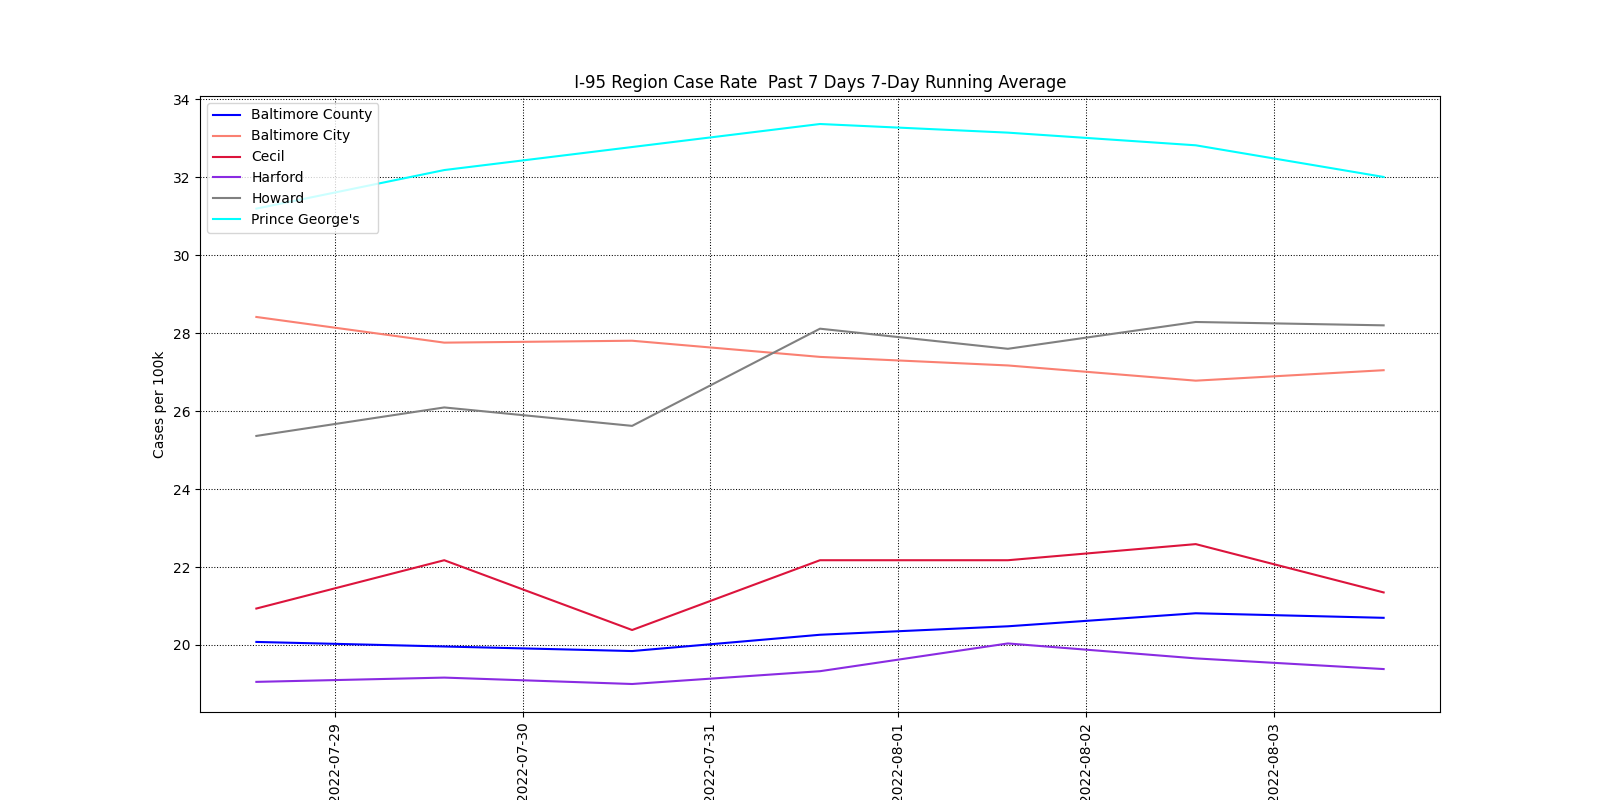 I-95 Region Case Rate  Past 7 Days 7-Day Running Average
Baltimore County
Baltimore City
Cecil
Harford
Howard
Prince George's
Cases per 100k
34
32
30
28
26
24
22
20
2022-07-29
2022-07-30
2022-07-31
2022-08-01
2022-08-02
2022-08-03